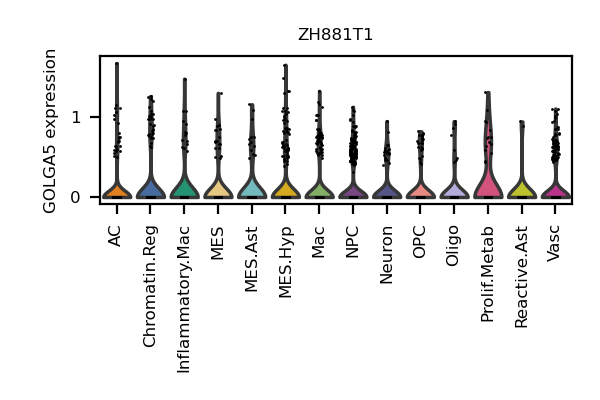 ZH881T1
GOLGA5 expression
1
0
AC
Chromatin.Reg
Inflammatory.Mac
MES
MES.Ast
MES.Hyp
Mac
NPC
Neuron
OPC
Oligo
Prolif.Metab
Reactive.Ast
Vasc